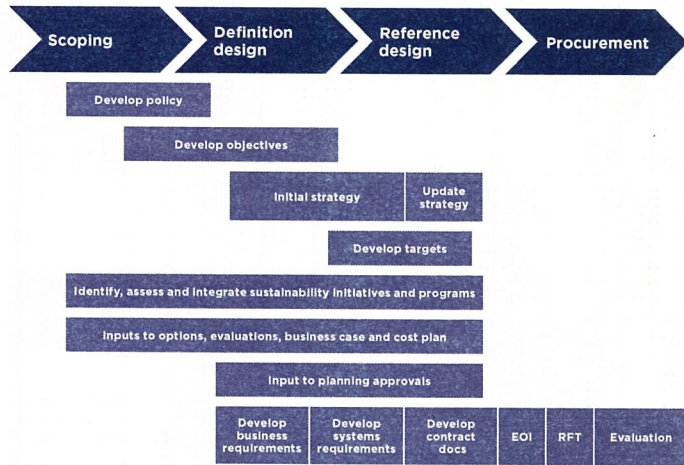 Scoping
Definition
design
Reference
design
Procurement
Develop policy
Develop objectives
Initial strategy
Update
strategy
Develop targets
Identify, assess and integrate sustainability initiatives and programs
Inputs to options, evaluations, business case and cost plan
Input to planning approvals
Develop
business
requirements
Develop
systems
requirements
Develop
contract
docs
EOI
RFT
Evaluation